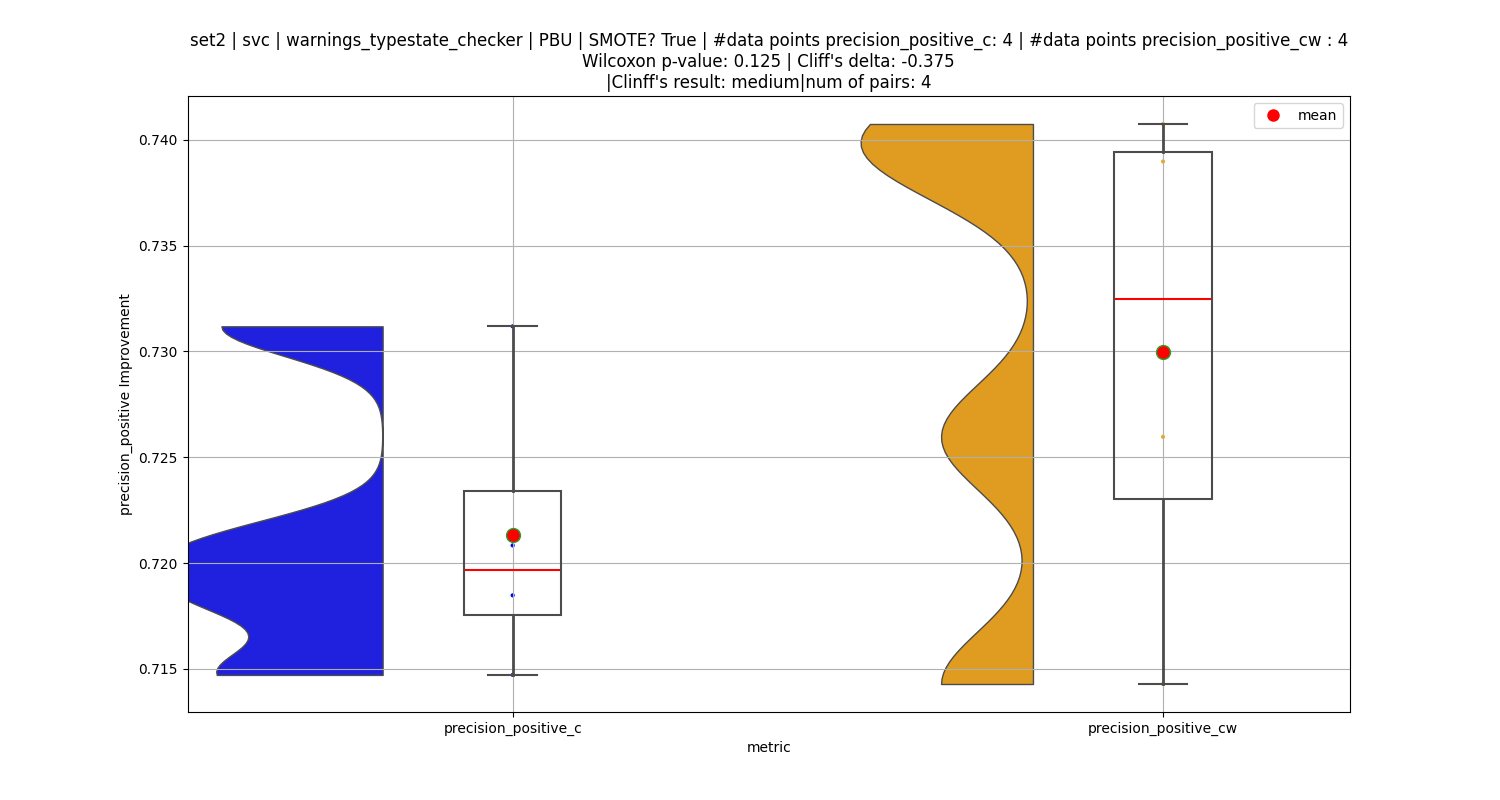 set2 | svc | warnings_typestate_checker | PBU | SMOTE? True | #data points precision_positive_c: 4 | #data points precision_positive_cw : 4
Wilcoxon p-value: 0.125 | Cliff's delta: -0.375
|Clinff's result: medium|num of pairs: 4
mean
0.740
0.735
0.730
0.725
0.720
0.715
precision_positive Improvement
precision_positive_c
precision_positive_cw
metric